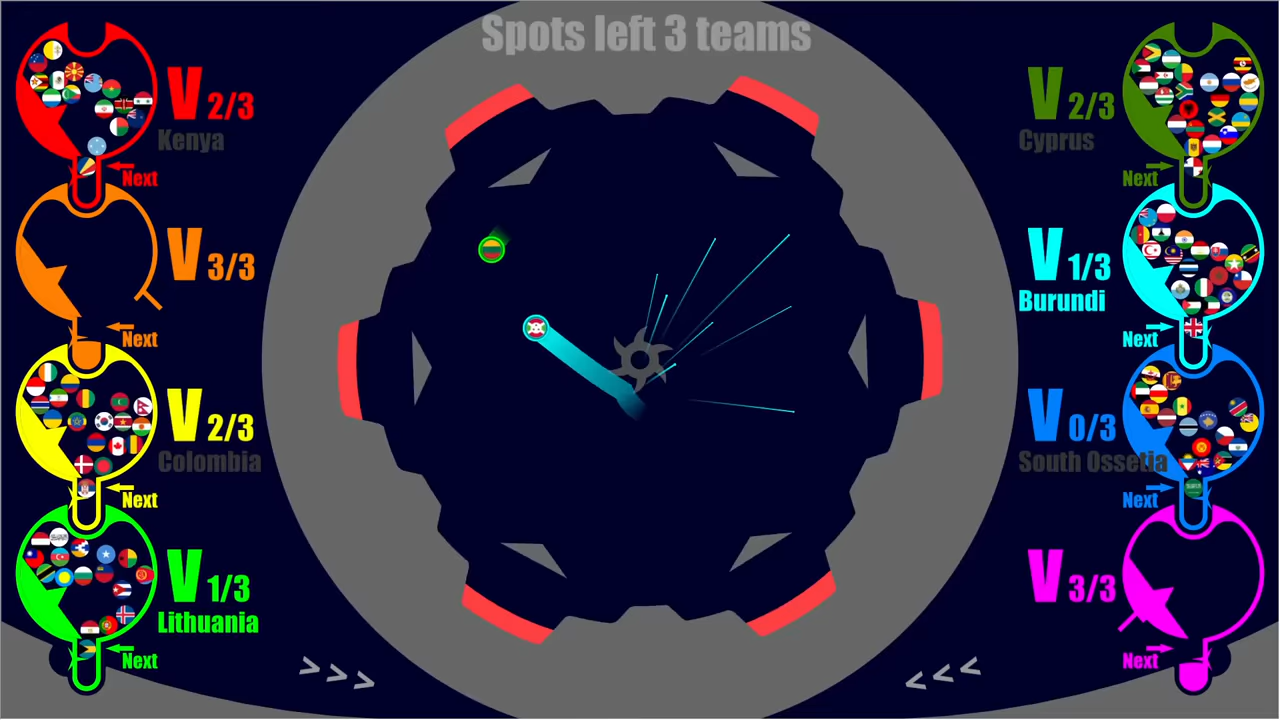 Spots left 3 teams
V 2/3
Kenya
Next
V 3/3
Next
V 2/3
Colombia
Next
V 1/3
Lithuania
Next
V 2/3
Cyprus
Next
V 1/3
Burundi
Next
V 0/3
South Ossetia
Next
V 3/3
Next